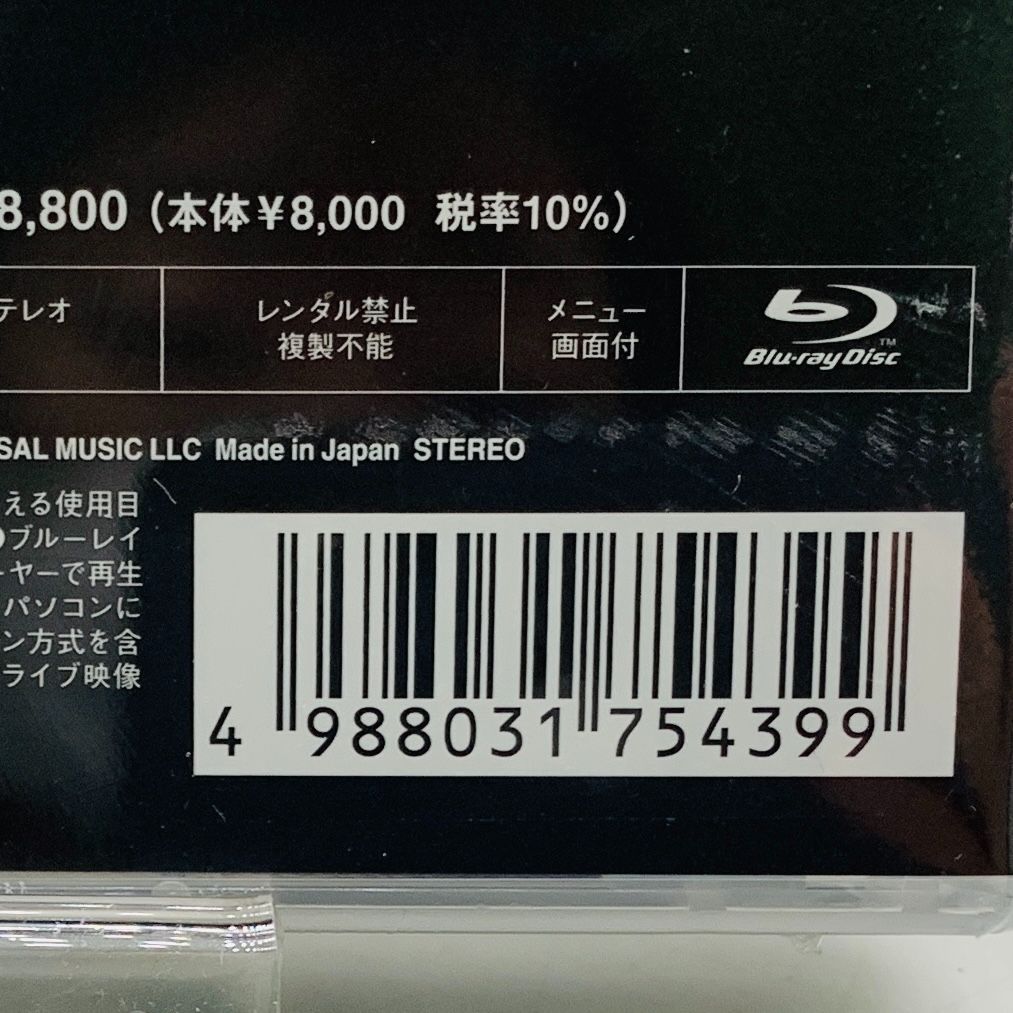 8,800（本体￥8,000 税率10%）
テレオ
レンタル禁止
複製不能
メニュー
画面付
Blu-ray Disc™
SAL MUSIC LLC Made in Japan STEREO
える使用目
ブルーレイ
ーヤーで再生
パソコンに
ン方式を含
ライブ映像
4 988031 754399